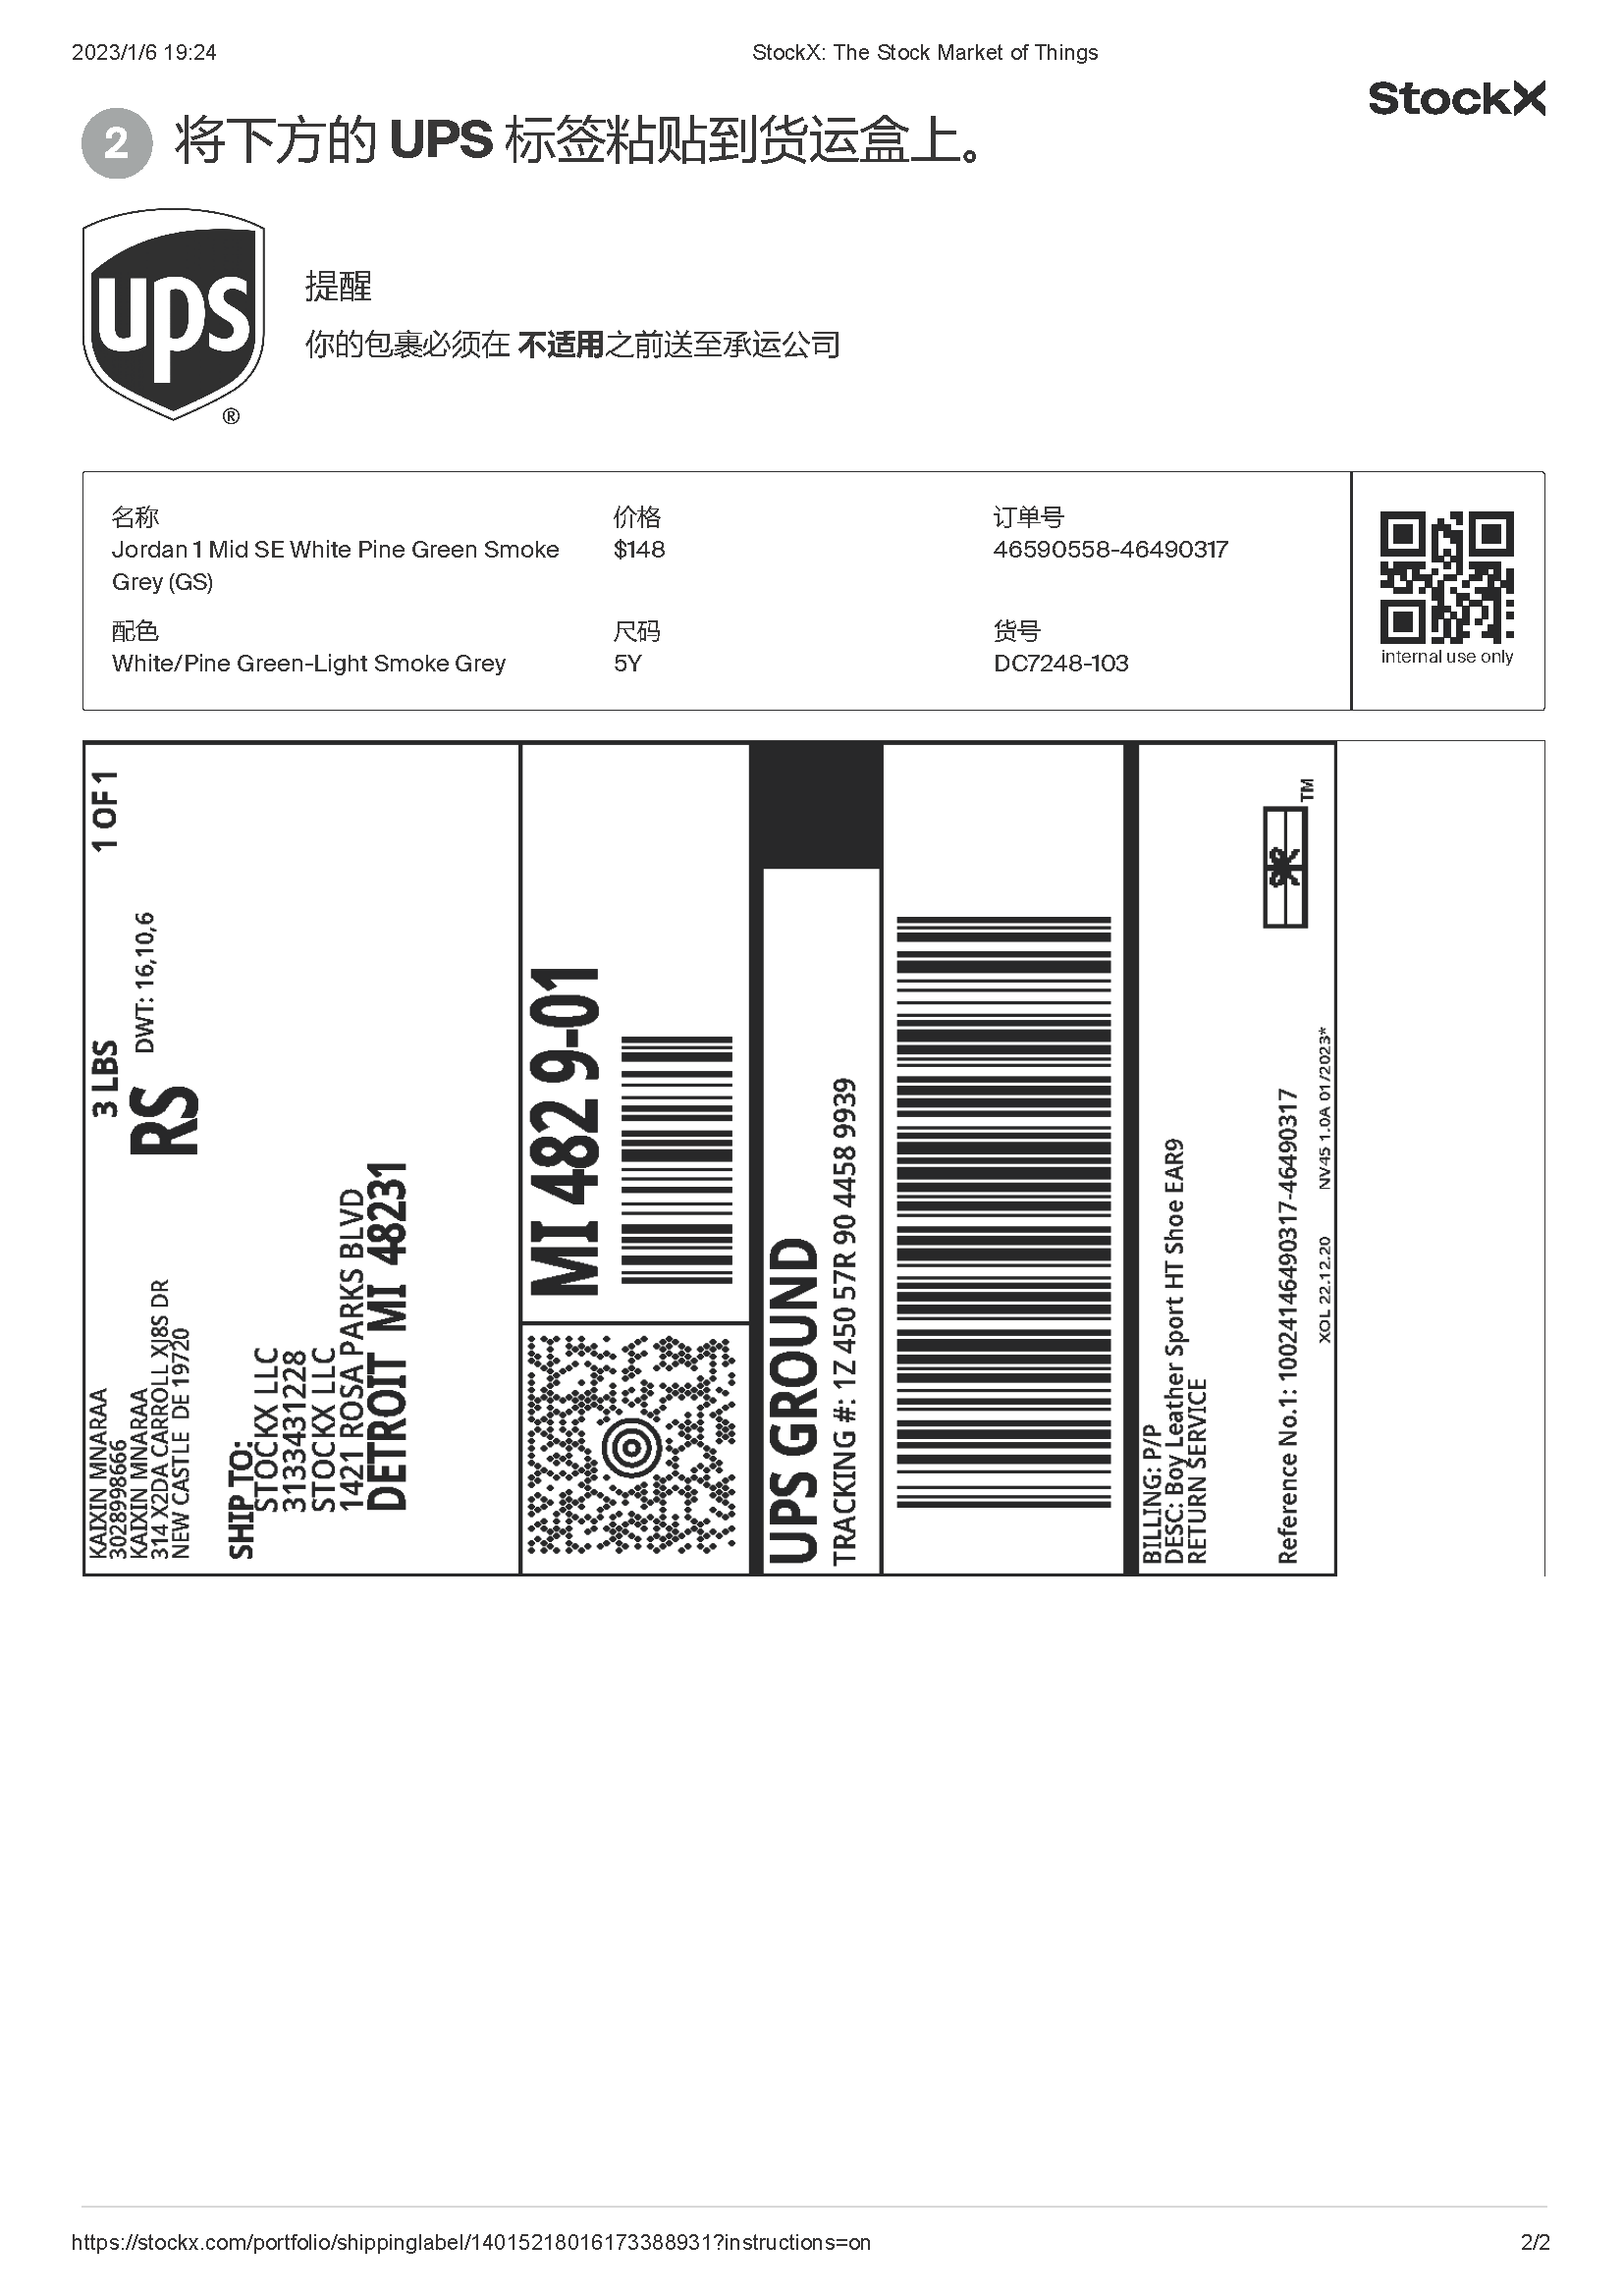 2023/1/6 19:24
StockX: The Stock Market of Things
StockX
2 将下方的 UPS 标签粘贴到货运盒上。
ups
®
提醒
你的包裹必须在 不适用之前送至承运公司
名称
Jordan 1 Mid SE White Pine Green Smoke
Grey (GS)
价格
$148
订单号
46590558-46490317
配色
White/Pine Green-Light Smoke Grey
尺码
5Y
货号
DC7248-103
internal use only
KAIXIN MNARAA
3028998666
KAIXIN MNARAA
314 X2DA CARROLL XJ8S DR
NEW CASTLE DE 19720
3 LBS
1 OF 1
RS
DWT: 16,10,6
SHIP TO:
STOCKX LLC
3133431228
STOCKX LLC
1421 ROSA PARKS BLVD
DETROIT MI 48231
MI 482 9-01
UPS GROUND
TRACKING #: 1Z 450 57R 90 4458 9939
BILLING: P/P
DESC: Boy Leather Sport HT Shoe EAR9
RETURN SERVICE
Reference No.1: 10024146490317-46490317
TM
XOL 22.12.20
NV45 1.0A 01/2023*
https://stockx.com/portfolio/shippinglabel/14015218016173388931?instructions=on
2/2